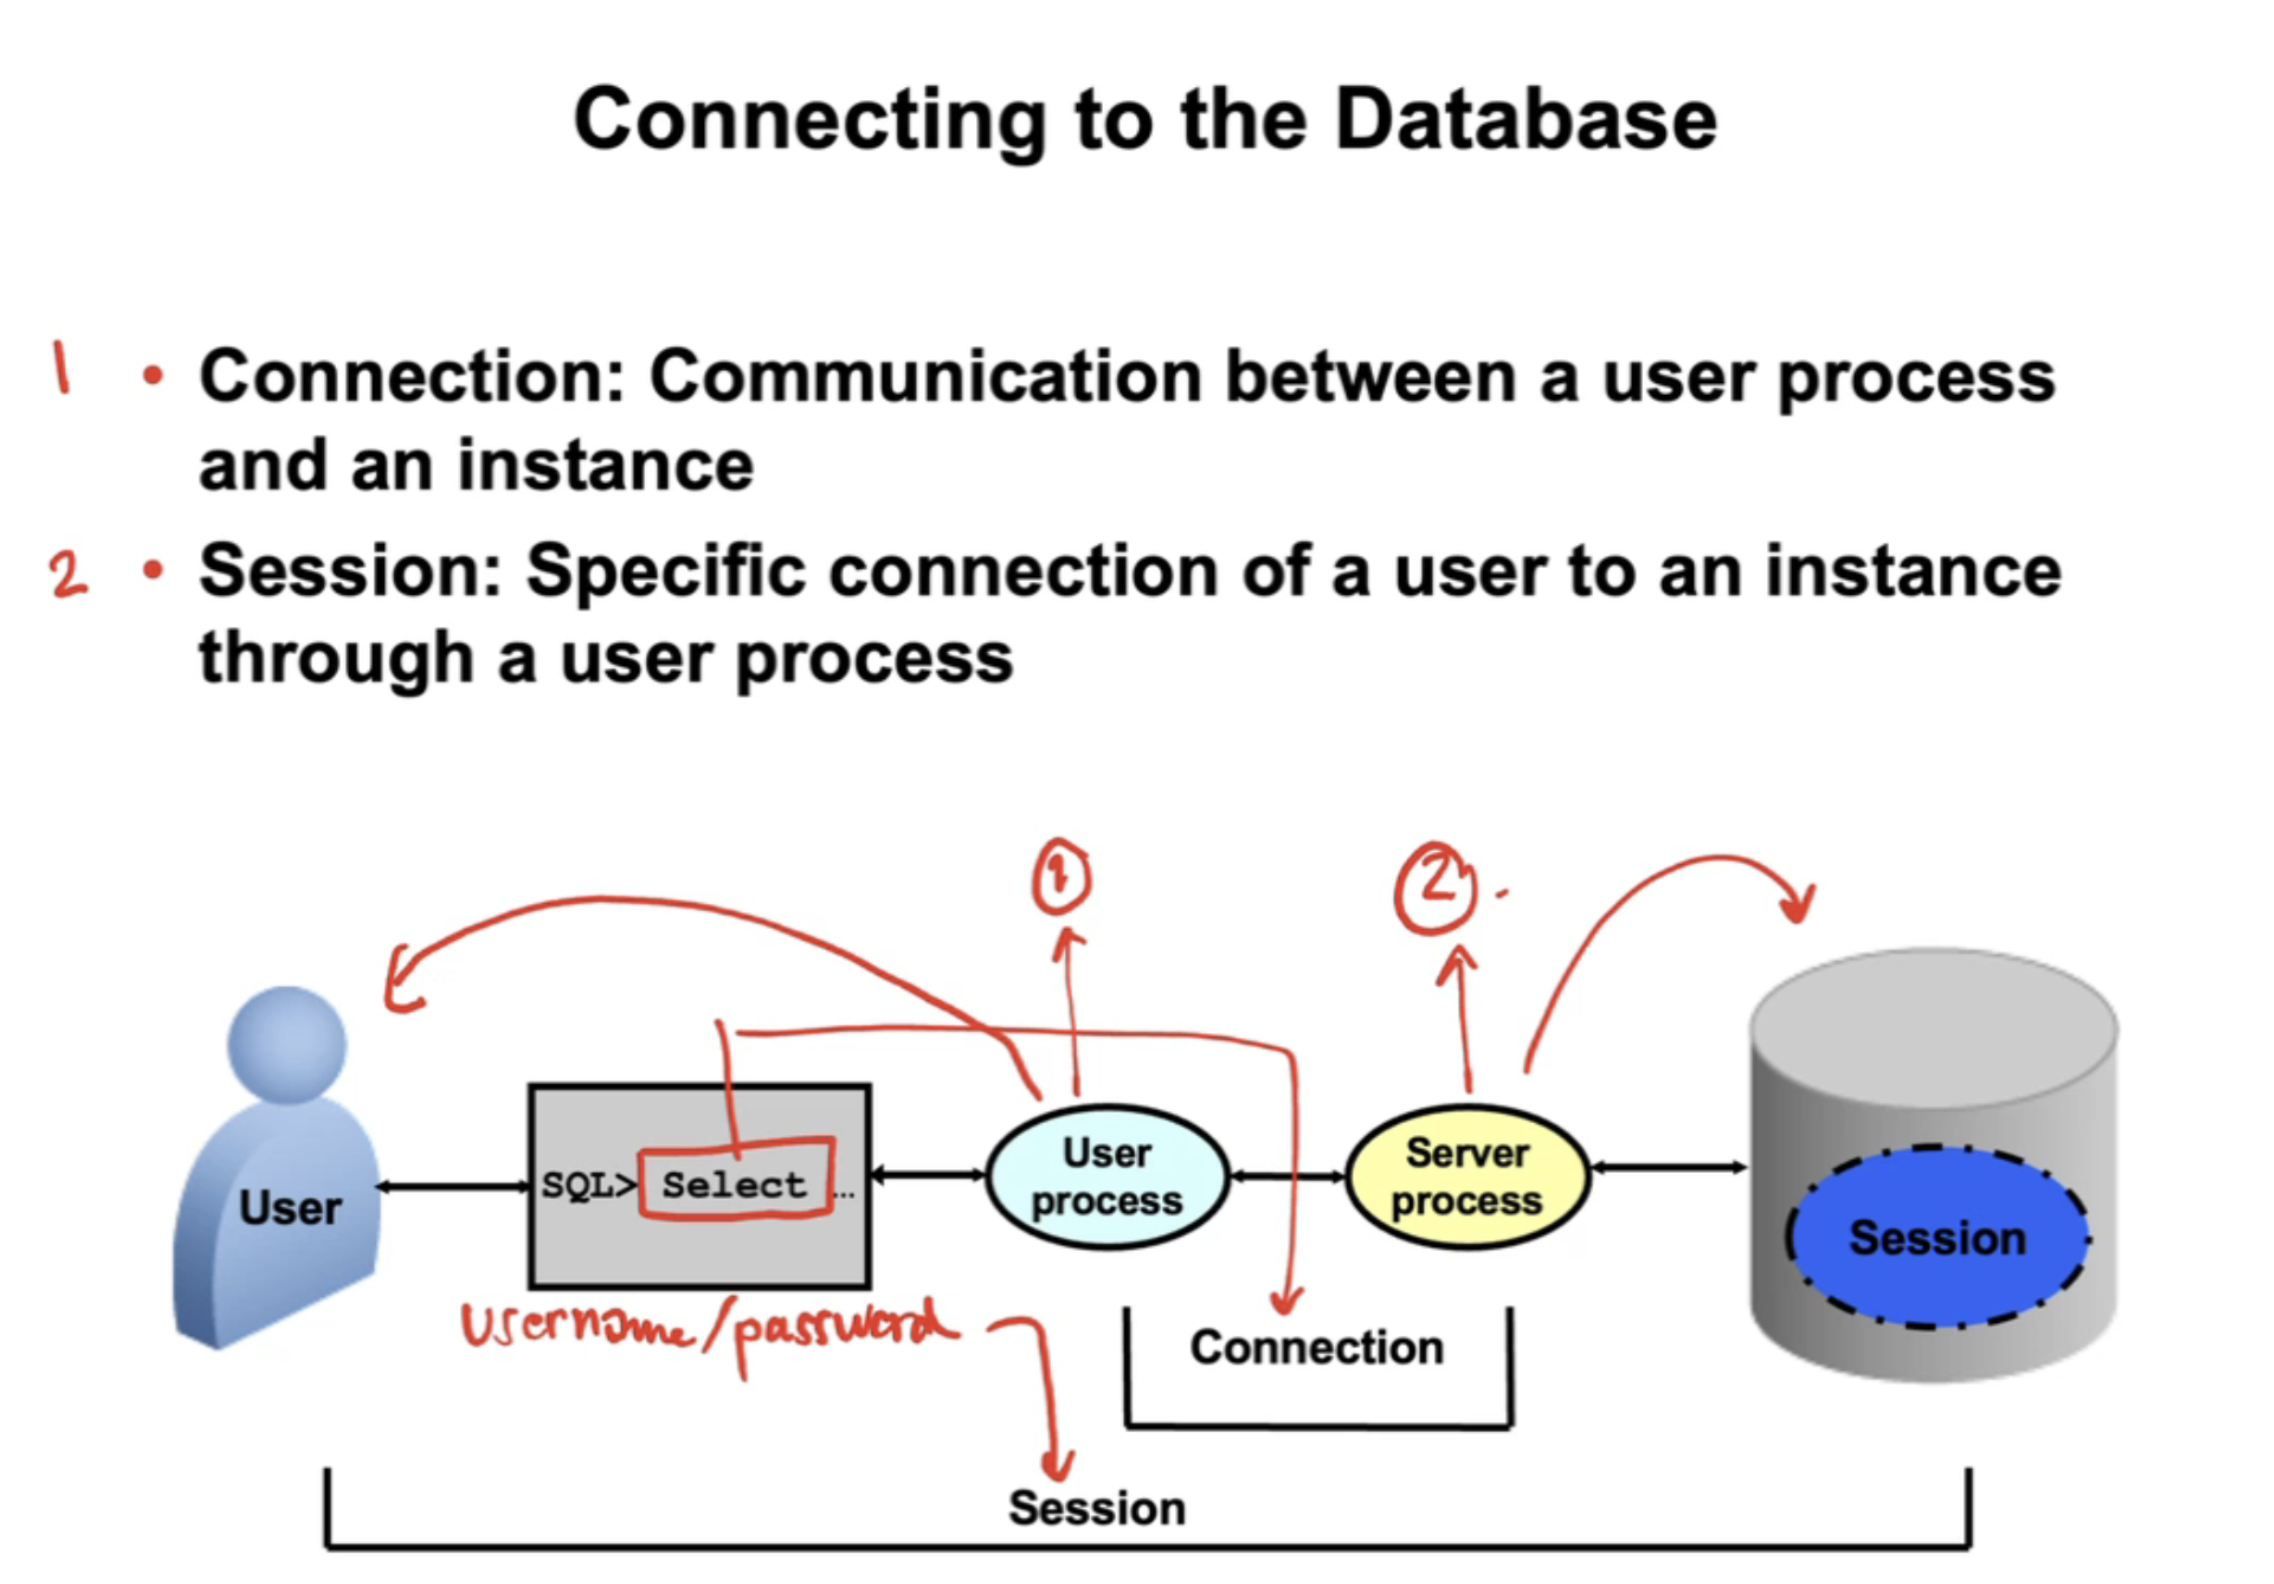 Connecting to the Database
1 • Connection: Communication between a user process
and an instance
2 • Session: Specific connection of a user to an instance
through a user process
1 2
User
SQL> Select ...
User
process
Server
process
Session
username/password
Connection
Session